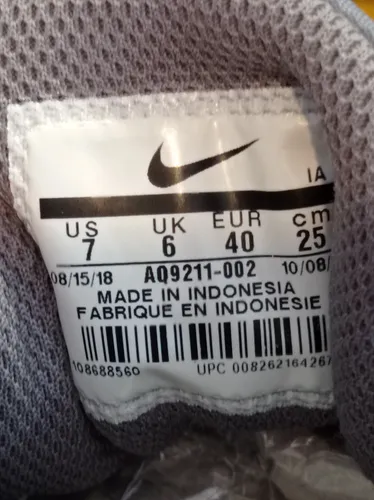 IA
US UK EUR cm
7 6 40 25
08/15/18 AQ9211-002 10/08/
MADE IN INDONESIA
FABRIQUE EN INDONESIE
108688560 UPC 00826216426